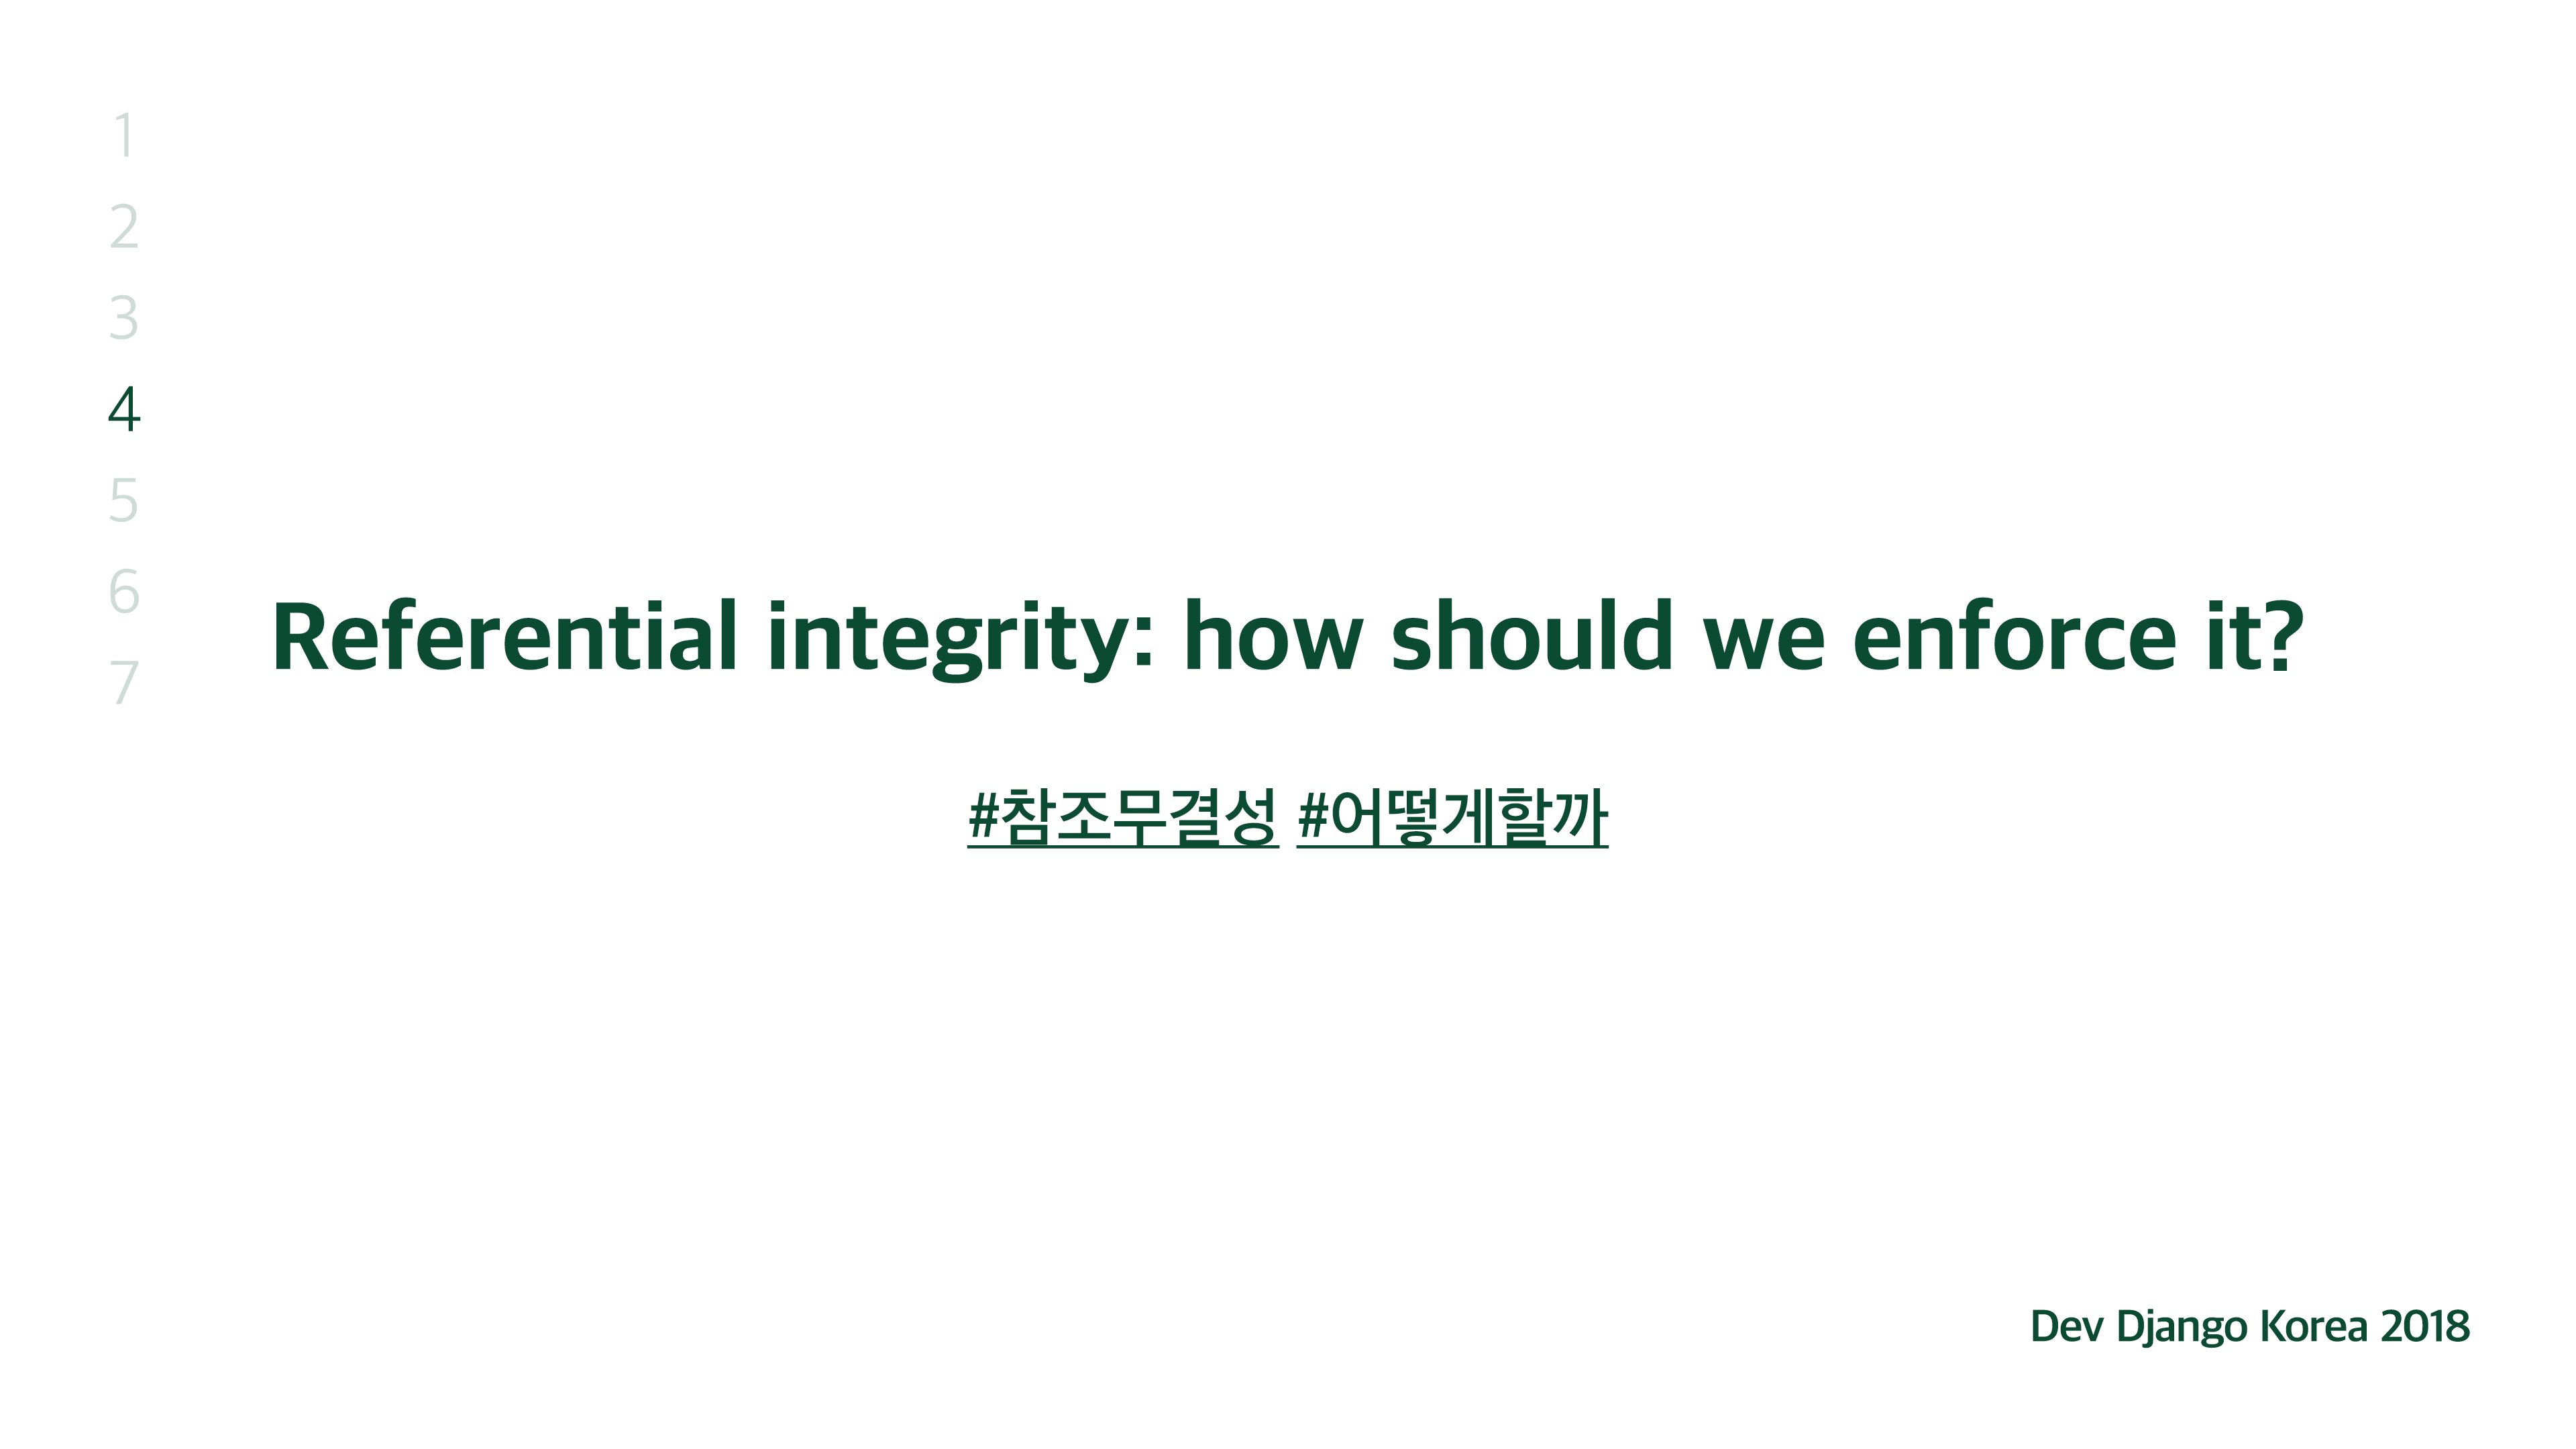 1
2
3
4
5
6
7
Referential integrity: how should we enforce it?
#참조무결성 #어떻게할까
Dev Django Korea 2018